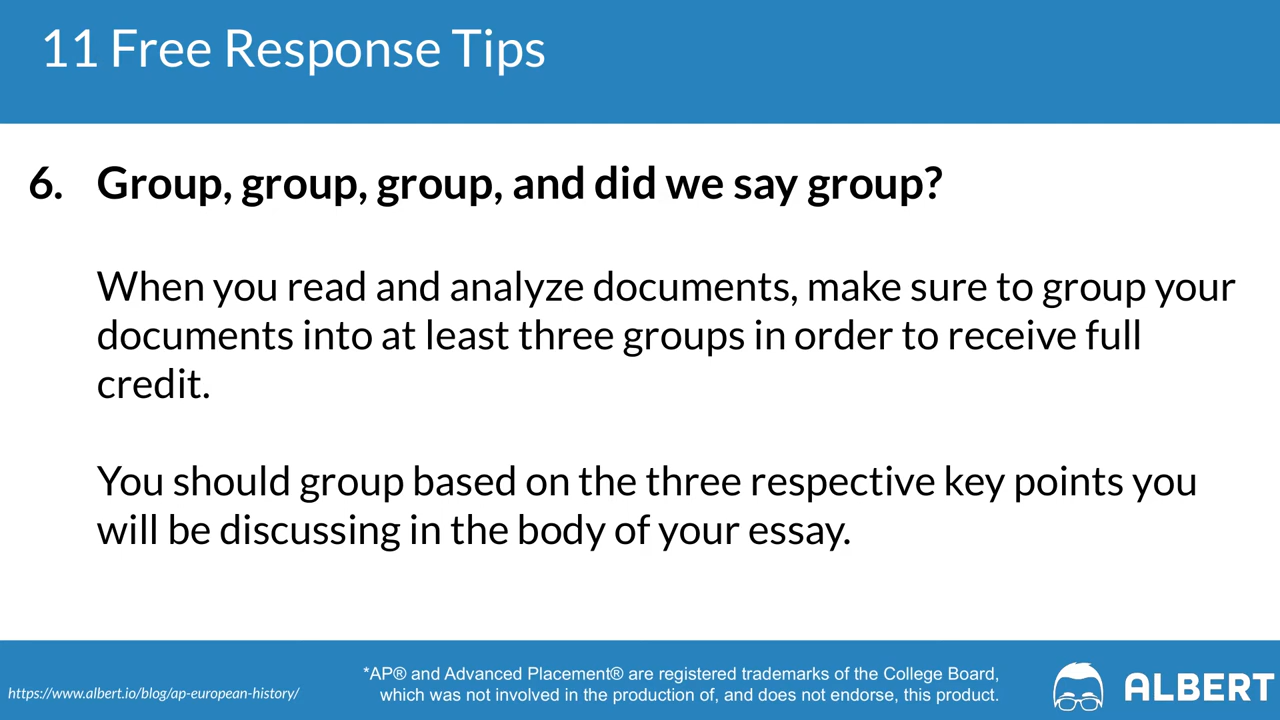 11 Free Response Tips
6. Group, group, group, and did we say group?
When you read and analyze documents, make sure to group your
documents into at least three groups in order to receive full
credit.
You should group based on the three respective key points you
will be discussing in the body of your essay.
https://www.albert.io/blog/ap-european-history/
*AP® and Advanced Placement® are registered trademarks of the College Board,
which was not involved in the production of, and does not endorse, this product.
ALBERT